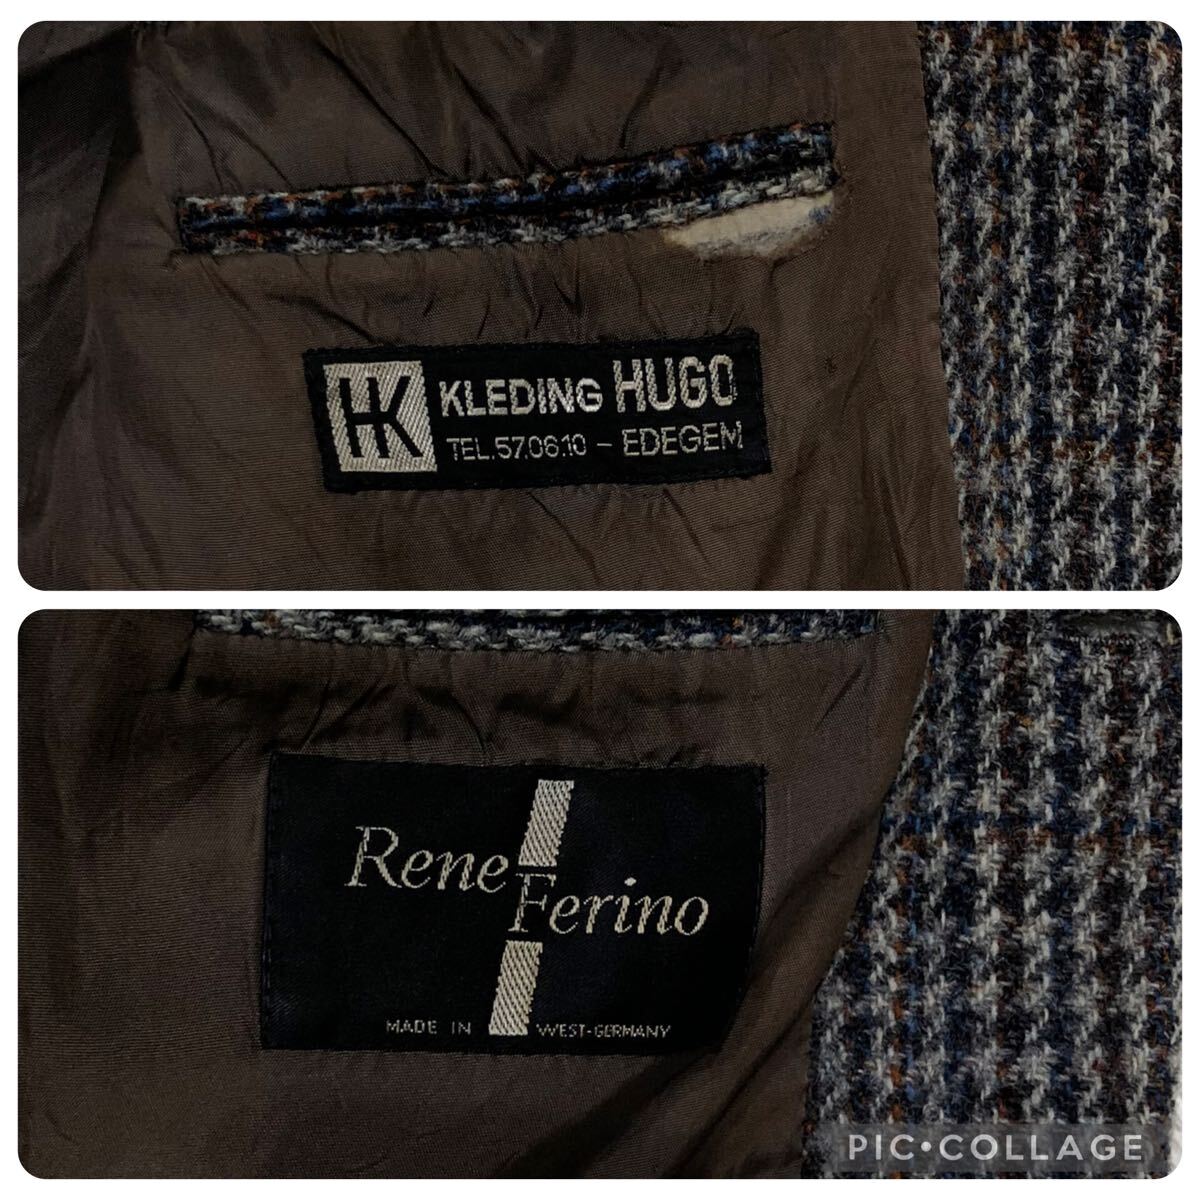 HK KLEDING HUGO
TEL.57.06.10 – EDEGEM
Rene
Ferino
MADE IN WEST-GERMANY
PIC•COLLAGE